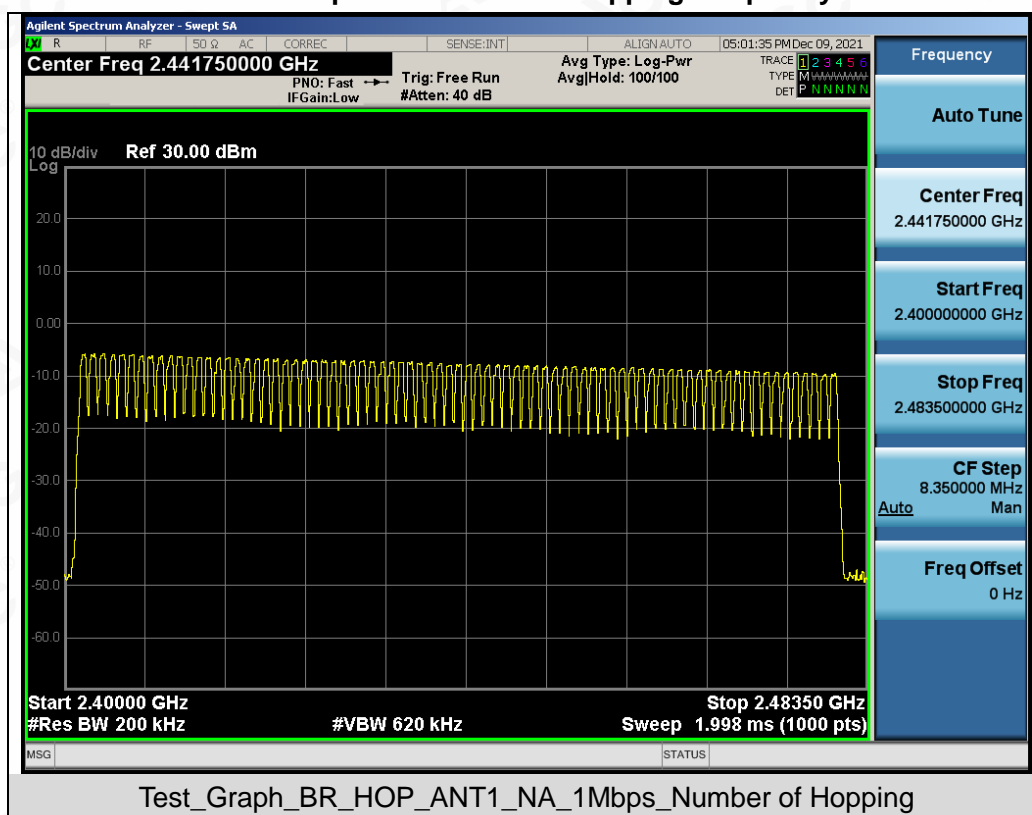 Agilent Spectrum Analyzer - Swept SA
LXI R RF 50 Ω AC CORREC SENSE:INT ALIGN AUTO 05:01:35 PM Dec 09, 2021
Center Freq 2.441750000 GHz
PNO: Fast
IFGain:Low
Trig: Free Run
#Atten: 40 dB
Avg Type: Log-Pwr
Avg|Hold: 100/100
TRACE 1 2 3 4 5 6
TYPE M WWWWW
DET P N N N N N
10 dB/div Ref 30.00 dBm
Log
20.0
10.0
0.00
-10.0
-20.0
-30.0
-40.0
-50.0
-60.0
Start 2.40000 GHz Stop 2.48350 GHz
#Res BW 200 kHz #VBW 620 kHz Sweep 1.998 ms (1000 pts)
MSG STATUS
Frequency
Auto Tune
Center Freq
2.441750000 GHz
Start Freq
2.400000000 GHz
Stop Freq
2.483500000 GHz
CF Step
8.350000 MHz
Auto Man
Freq Offset
0 Hz
Test_Graph_BR_HOP_ANT1_NA_1Mbps_Number of Hopping